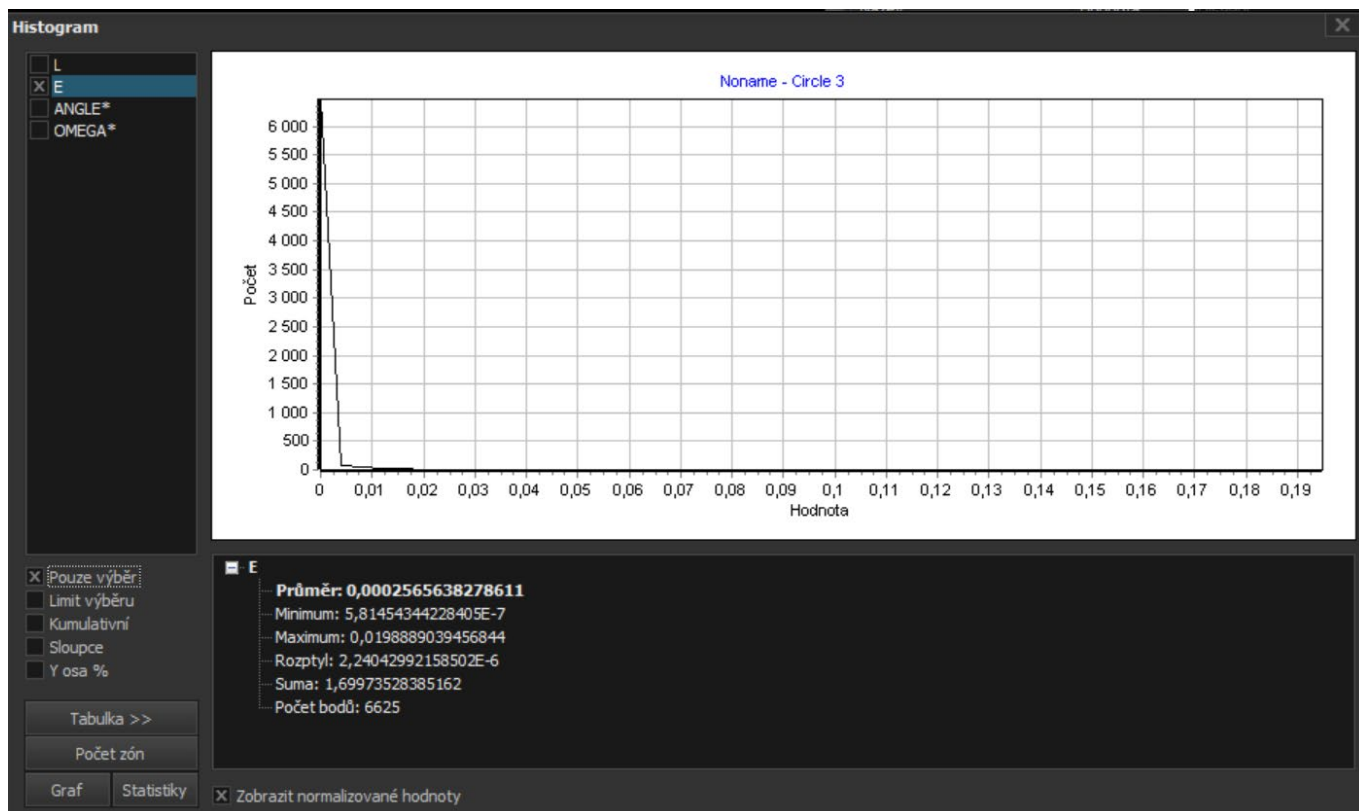 Histogram
L
E
ANGLE*
OMEGA*
Noname - Circle 3
Počet
6 000
5 500
5 000
4 500
4 000
3 500
3 000
2 500
2 000
1 500
1 000
500
0
0 0,01 0,02 0,03 0,04 0,05 0,06 0,07 0,08 0,09 0,1 0,11 0,12 0,13 0,14 0,15 0,16 0,17 0,18 0,19
Hodnota
Pouze výběr
Limit výběru
Kumulativní
Sloupce
Y osa %
Tabulka >>
Počet zón
Graf Statistiky
E
Průměr: 0,0002565638278611
Minimum: 5,81454344228405E-7
Maximum: 0,0198889039456844
Rozptyl: 2,24042992158502E-6
Suma: 1,69973528385162
Počet bodů: 6625
Zobrazit normalizované hodnoty